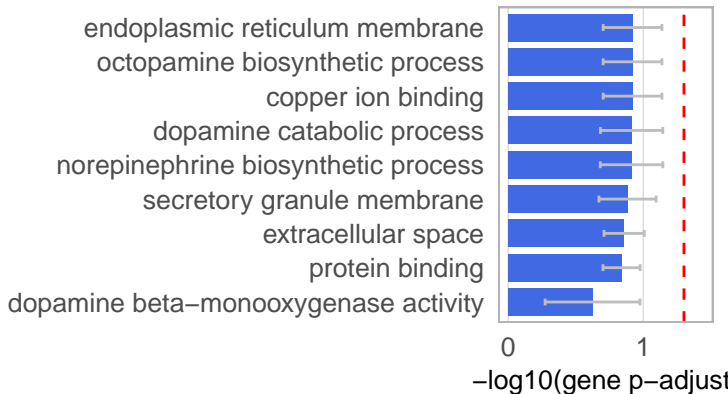 endoplasmic reticulum membrane
octopamine biosynthetic process
copper ion binding
dopamine catabolic process
norepinephrine biosynthetic process
secretory granule membrane
extracellular space
protein binding
dopamine beta−monooxygenase activity
0 1
−log10(gene p−adjust